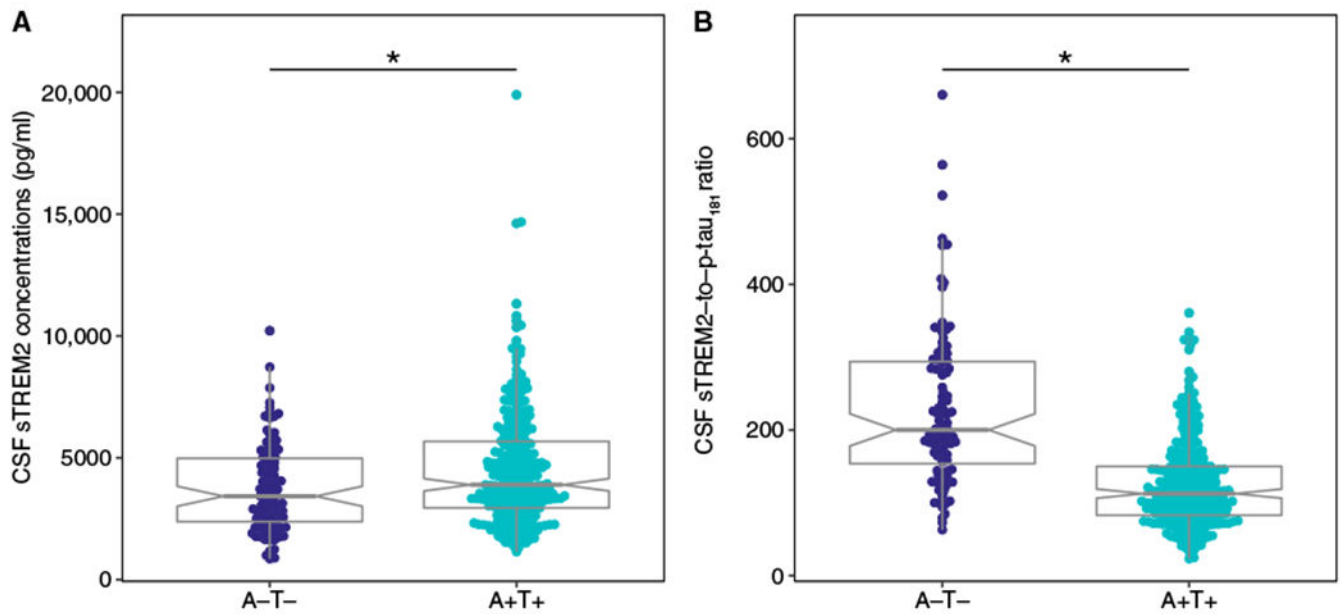 A
CSF sTREM2 concentrations (pg/ml)
20,000
15,000
10,000
5000
0
*
A–T–
A+T+
B
CSF sTREM2–to–p-tau₁₈₁ ratio
600
400
200
0
*
A–T–
A+T+